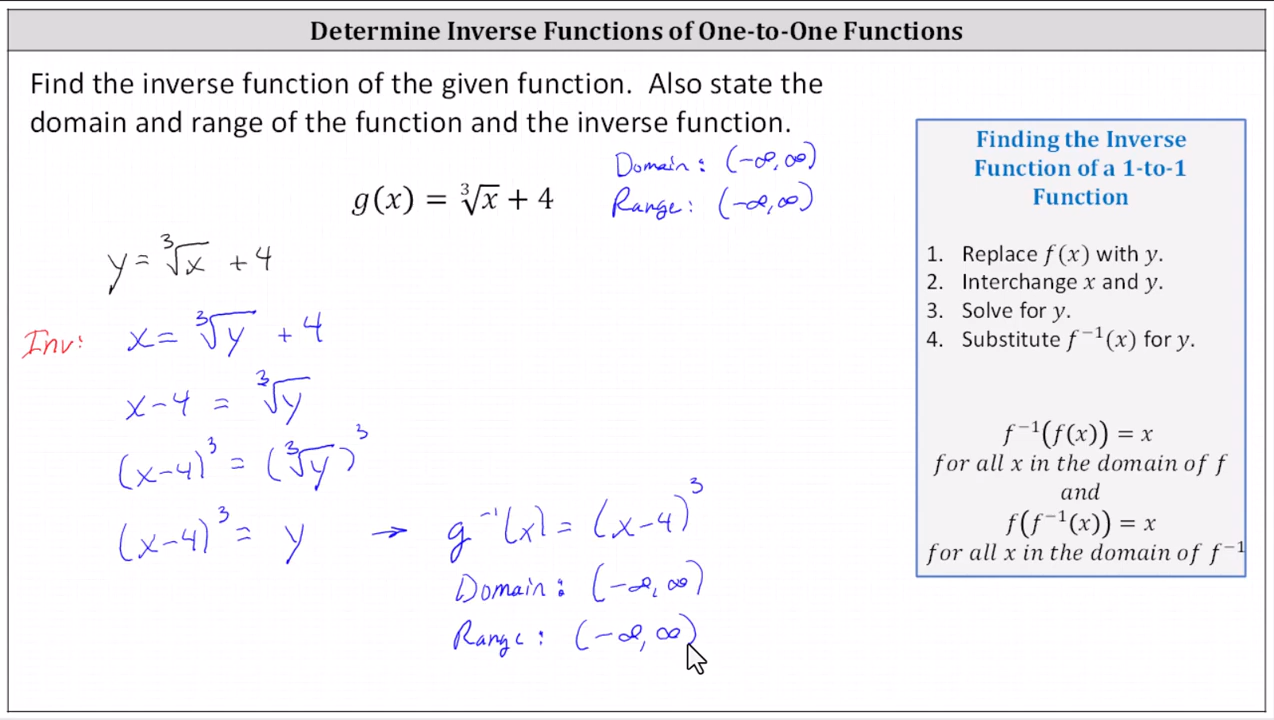 Determine Inverse Functions of One-to-One Functions
Find the inverse function of the given function. Also state the
domain and range of the function and the inverse function.
Domain: (-∞, ∞)
g(x) = ∛x + 4
Range: (-∞, ∞)
y = ∛x + 4
Inv: x = ∛y + 4
x-4 = ∛y
(x-4)³ = (∛y)³
(x-4)³ = y → g⁻¹(x) = (x-4)³
Domain: (-∞, ∞)
Range: (-∞, ∞)
Finding the Inverse
Function of a 1-to-1
Function
1. Replace f(x) with y.
2. Interchange x and y.
3. Solve for y.
4. Substitute f⁻¹(x) for y.
f⁻¹(f(x)) = x
for all x in the domain of f
and
f(f⁻¹(x)) = x
for all x in the domain of f⁻¹